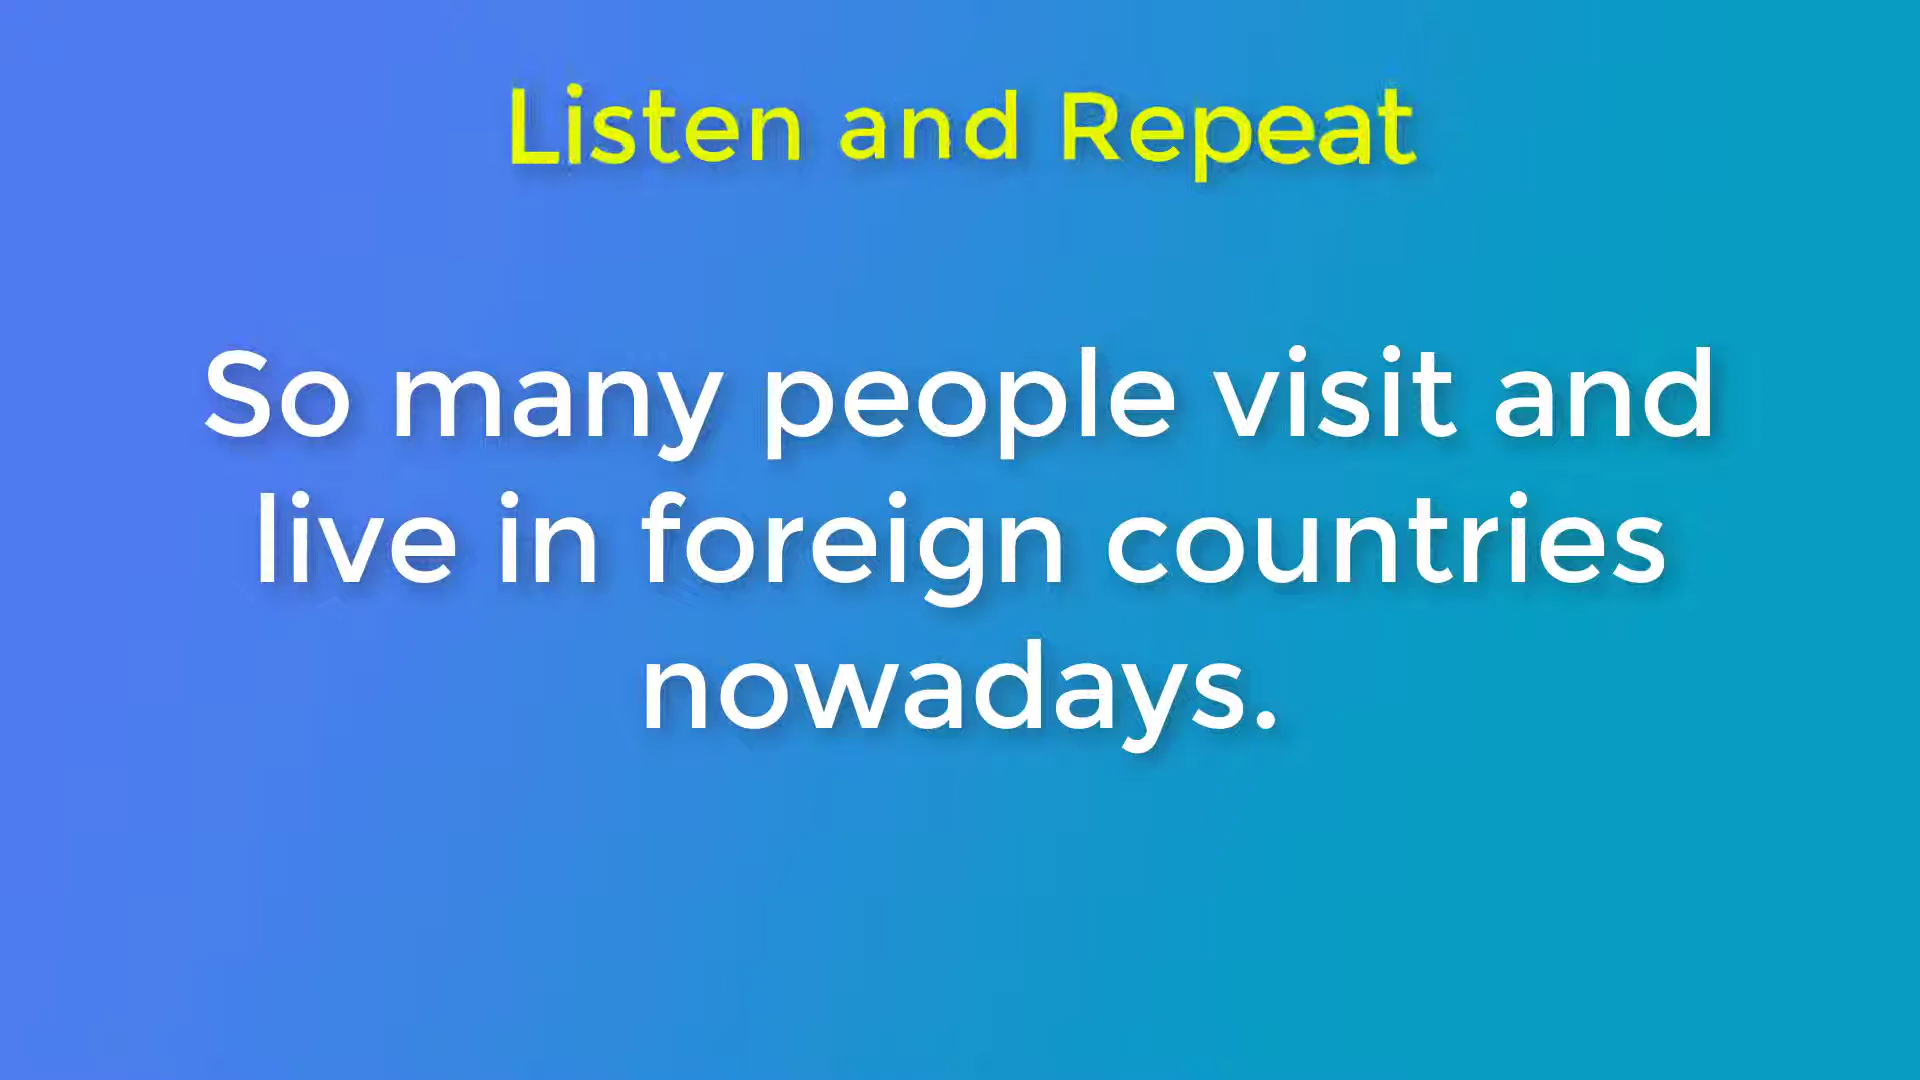 Listen and Repeat
So many people visit and
live in foreign countries
nowadays.